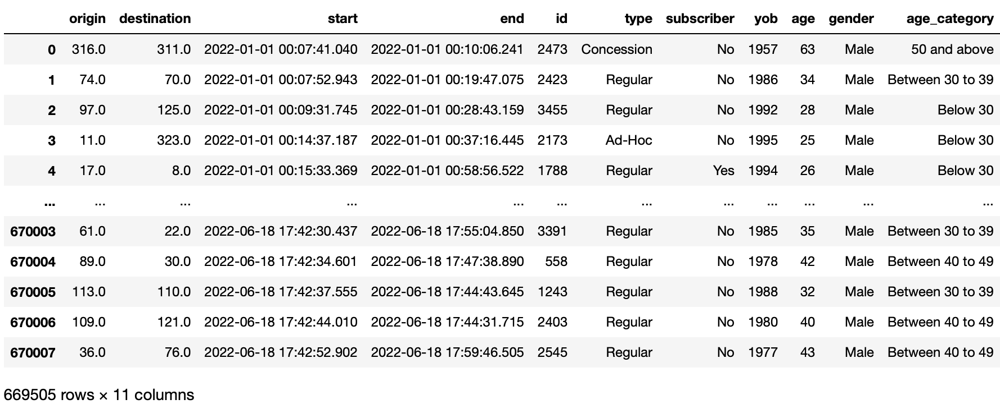 origin destination start end id type subscriber yob age gender age_category
0 316.0 311.0 2022-01-01 00:07:41.040 2022-01-01 00:10:06.241 2473 Concession No 1957 63 Male 50 and above
1 74.0 70.0 2022-01-01 00:07:52.943 2022-01-01 00:19:47.075 2423 Regular No 1986 34 Male Between 30 to 39
2 97.0 125.0 2022-01-01 00:09:31.745 2022-01-01 00:28:43.159 3455 Regular No 1992 28 Male Below 30
3 11.0 323.0 2022-01-01 00:14:37.187 2022-01-01 00:37:16.445 2173 Ad-Hoc No 1995 25 Male Below 30
4 17.0 8.0 2022-01-01 00:15:33.369 2022-01-01 00:58:56.522 1788 Regular Yes 1994 26 Male Below 30
... ... ... ... ... ... ... ... ... ... ... ...
670003 61.0 22.0 2022-06-18 17:42:30.437 2022-06-18 17:55:04.850 3391 Regular No 1985 35 Male Between 30 to 39
670004 89.0 30.0 2022-06-18 17:42:34.601 2022-06-18 17:47:38.890 558 Regular No 1978 42 Male Between 40 to 49
670005 113.0 110.0 2022-06-18 17:42:37.555 2022-06-18 17:44:43.645 1243 Regular No 1988 32 Male Between 30 to 39
670006 109.0 121.0 2022-06-18 17:42:44.010 2022-06-18 17:44:31.715 2403 Regular No 1980 40 Male Between 40 to 49
670007 36.0 76.0 2022-06-18 17:42:52.902 2022-06-18 17:59:46.505 2545 Regular No 1977 43 Male Between 40 to 49
669505 rows × 11 columns